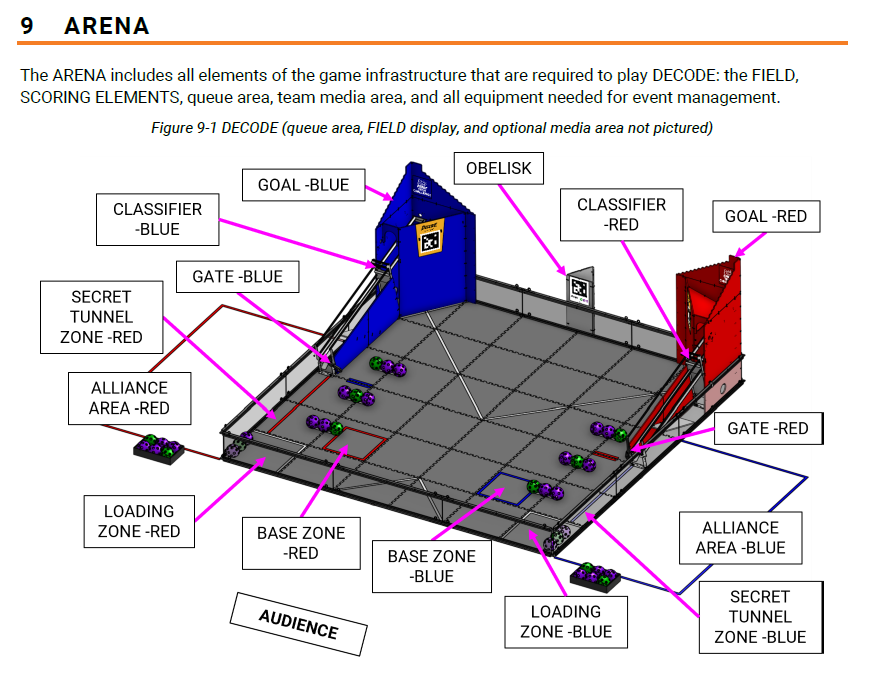 9 ARENA
The ARENA includes all elements of the game infrastructure that are required to play DECODE: the FIELD,
SCORING ELEMENTS, queue area, team media area, and all equipment needed for event management.
Figure 9-1 DECODE (queue area, FIELD display, and optional media area not pictured)
OBELISK
GOAL -BLUE
CLASSIFIER
-BLUE
CLASSIFIER
-RED
GOAL -RED
GATE -BLUE
SECRET
TUNNEL
ZONE -RED
ALLIANCE
AREA -RED
GATE -RED
LOADING
ZONE -RED
BASE ZONE
-RED
BASE ZONE
-BLUE
ALLIANCE
AREA -BLUE
LOADING
ZONE -BLUE
SECRET
TUNNEL
ZONE -BLUE
AUDIENCE